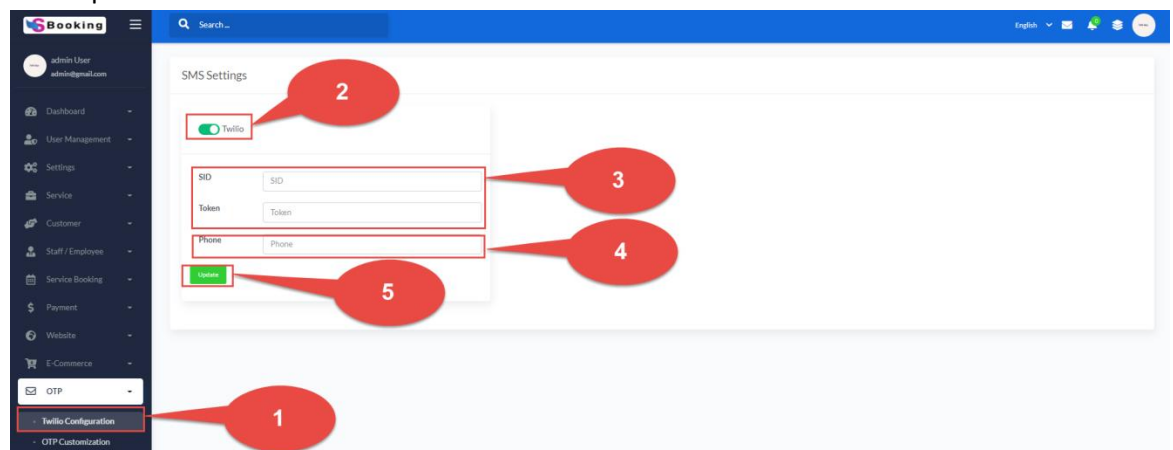 SBooking
Search...
English
admin User
admin@gmail.com
SMS Settings
2
Dashboard
Twilio
User Management
Settings
SID
SID
3
Service
Token
Token
Customer
Phone
Phone
4
Staff / Employee
Service Booking
Update
5
Payment
Website
E-Commerce
OTP
- Twilio Configuration
1
- OTP Customization